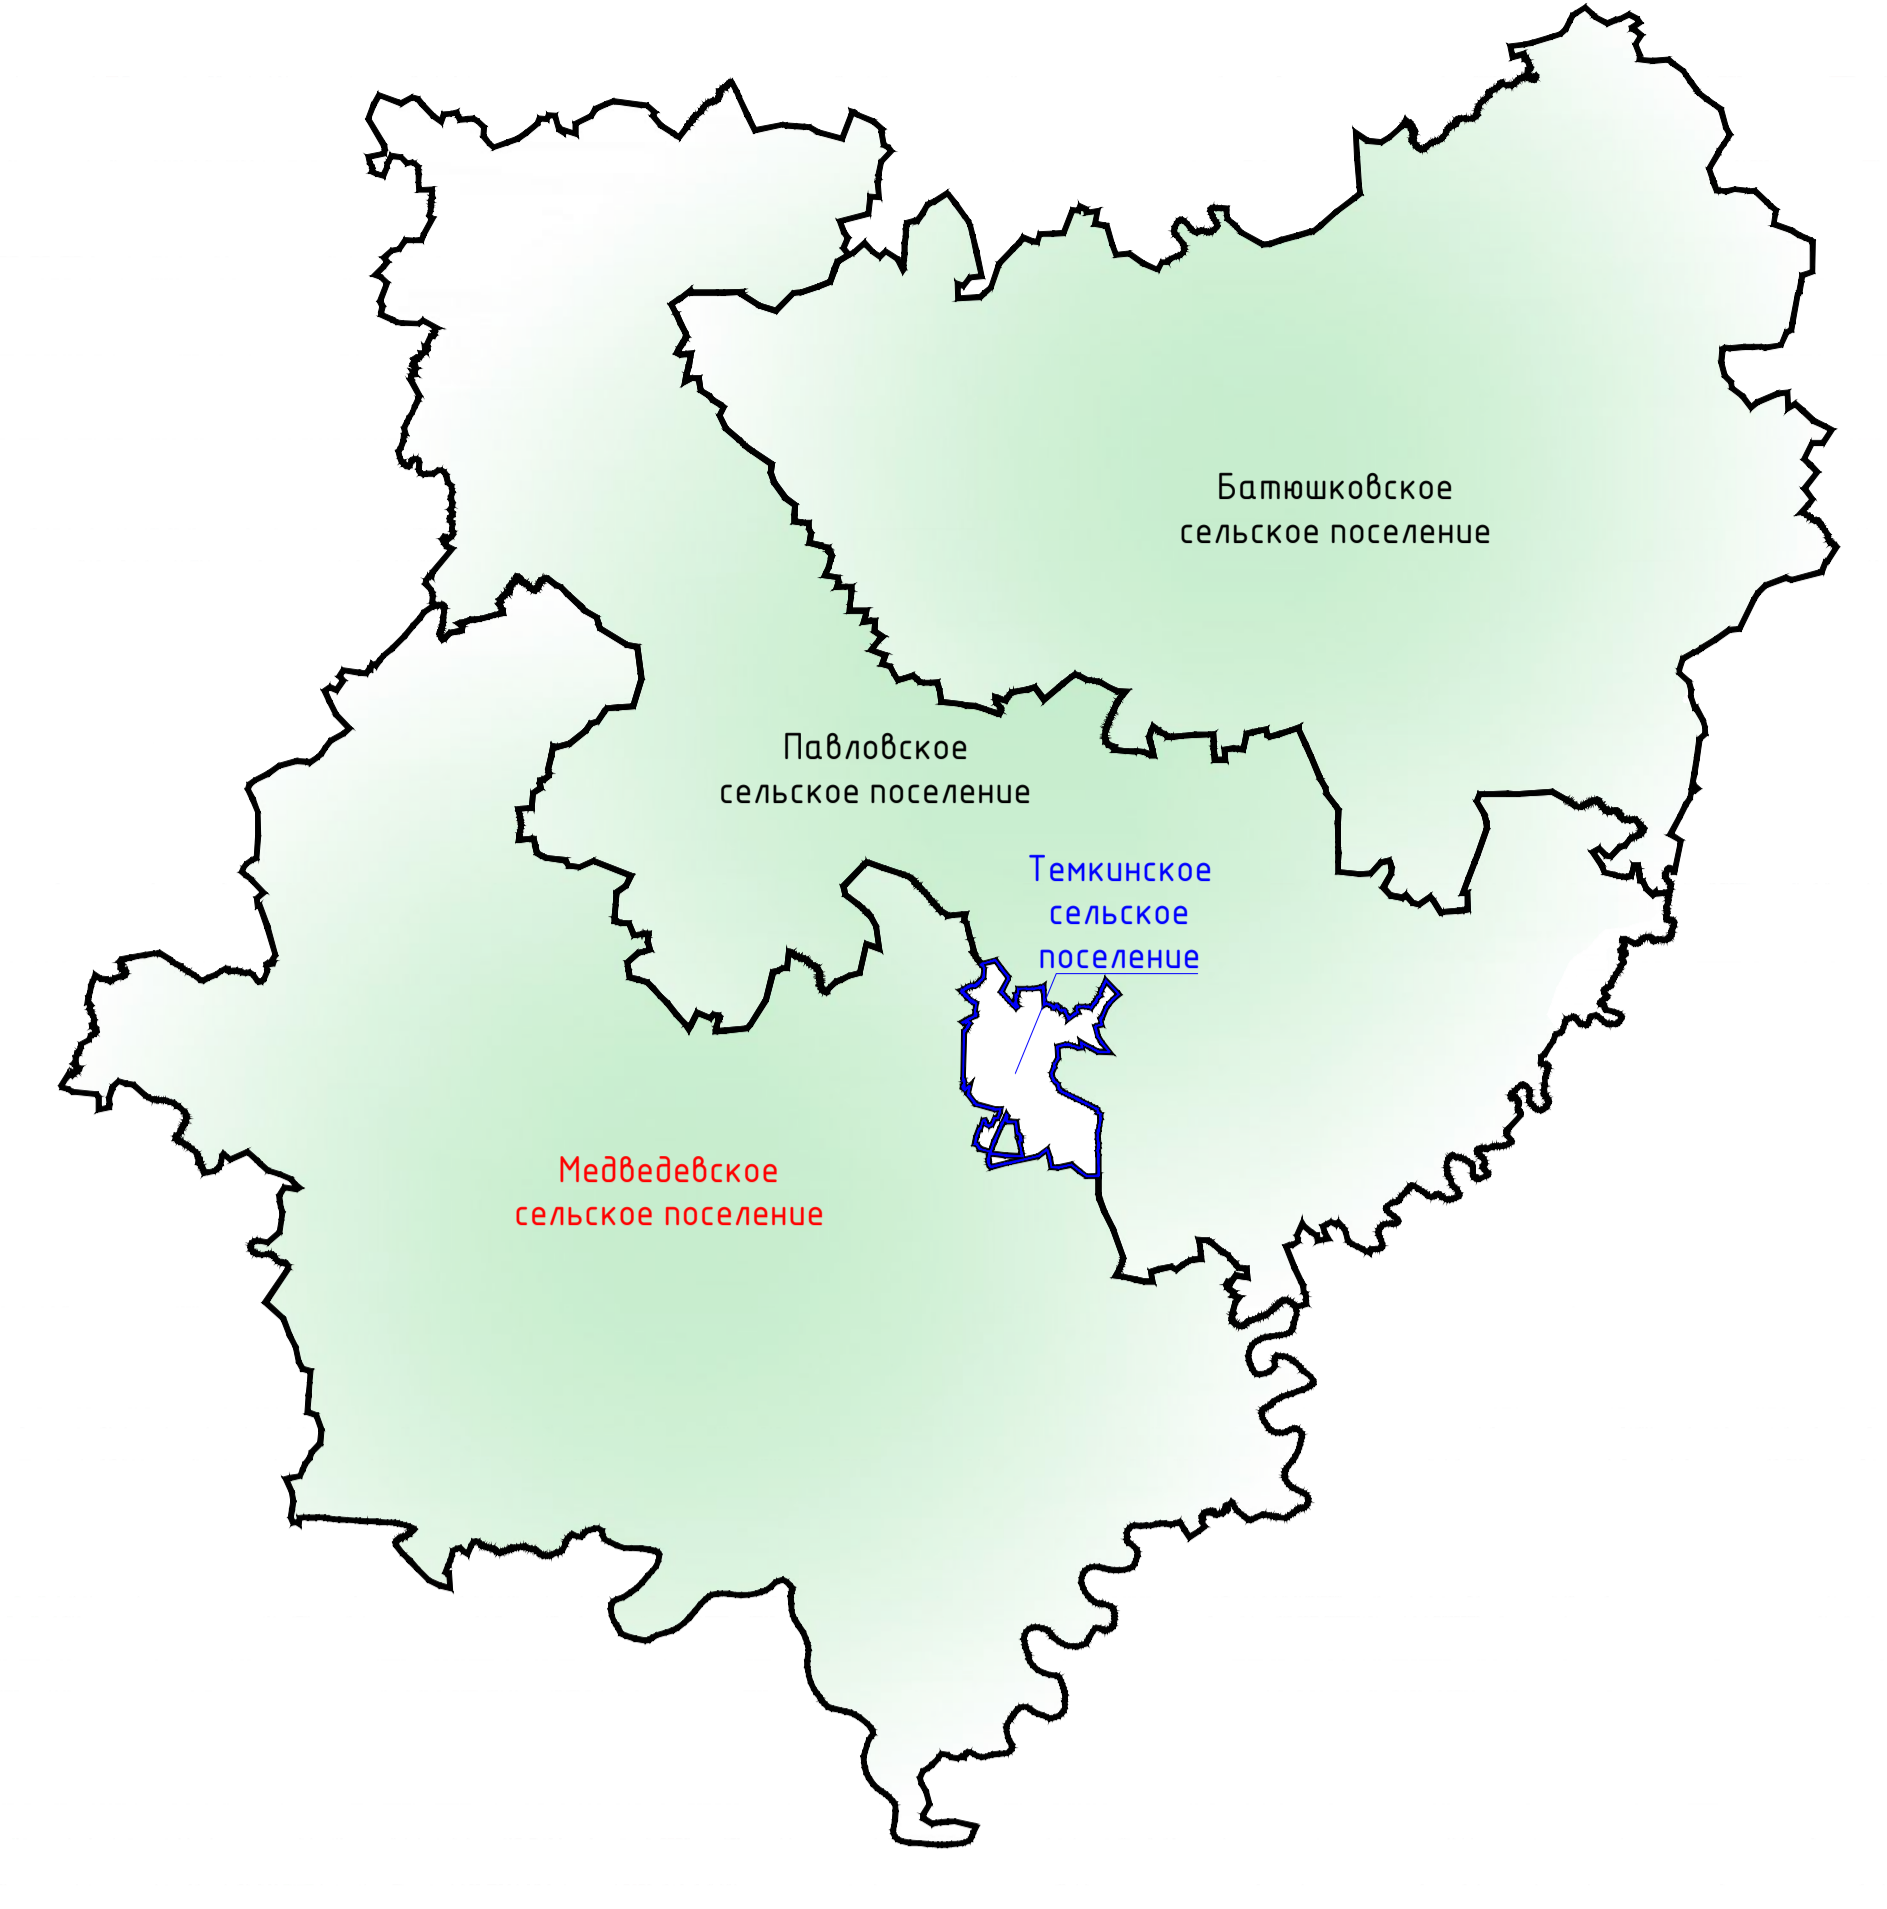 Батюшковское
сельское поселение
Павловское
сельское поселение
Темкинское
сельское
поселение
Медведевское
сельское поселение